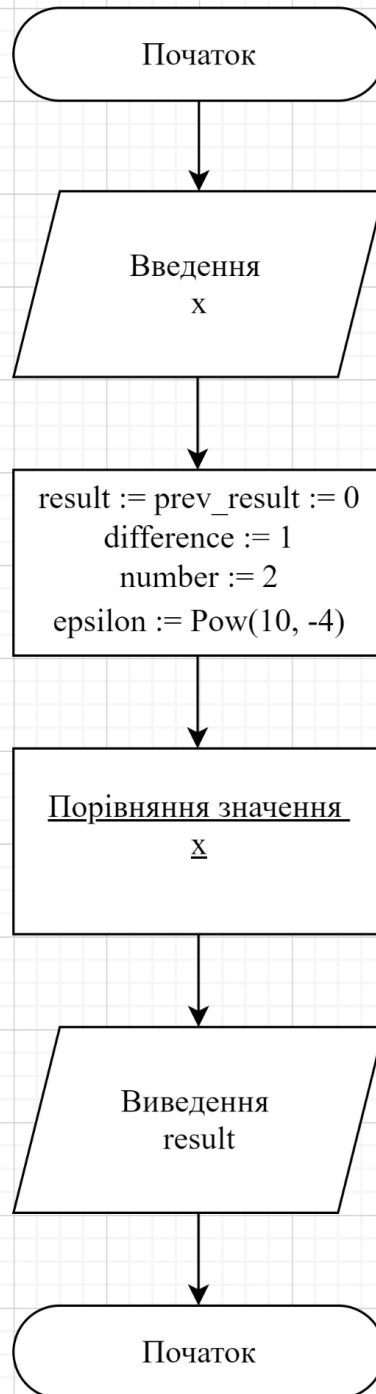 Початок
Введення
x
result := prev_result := 0
difference := 1
number := 2
epsilon := Pow(10, -4)
Порівняння значення
x
Виведення
result
Початок